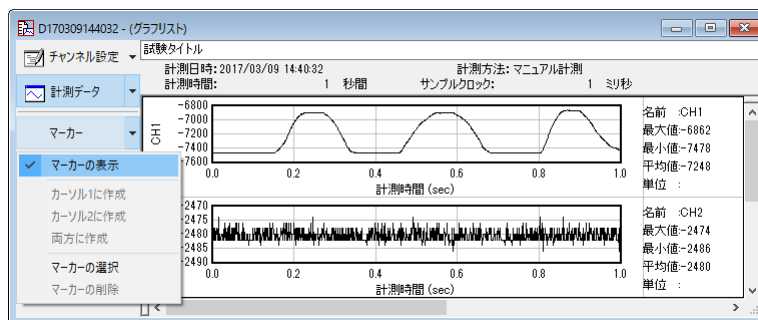 D170309144032 - (グラフリスト)
チャンネル設定
計測データ
マーカー
マーカーの表示
カーソル1に作成
カーソル2に作成
両方に作成
マーカーの選択
マーカーの削除
試験タイトル
計測日時: 2017/03/09 14:40:32 計測方法: マニュアル計測
計測時間: 1 秒間 サンプルクロック: 1 ミリ秒
CH1
-6800
-7000
-7200
-7400
-7600
0.0 0.2 0.4 0.6 0.8 1.0
計測時間 (sec)
名前 :CH1
最大値:-6862
最小値:-7478
平均値:-7248
単位 :
-2470
-2475
-2480
-2485
-2490
0.0 0.2 0.4 0.6 0.8 1.0
計測時間 (sec)
名前 :CH2
最大値:-2474
最小値:-2486
平均値:-2480
単位 :